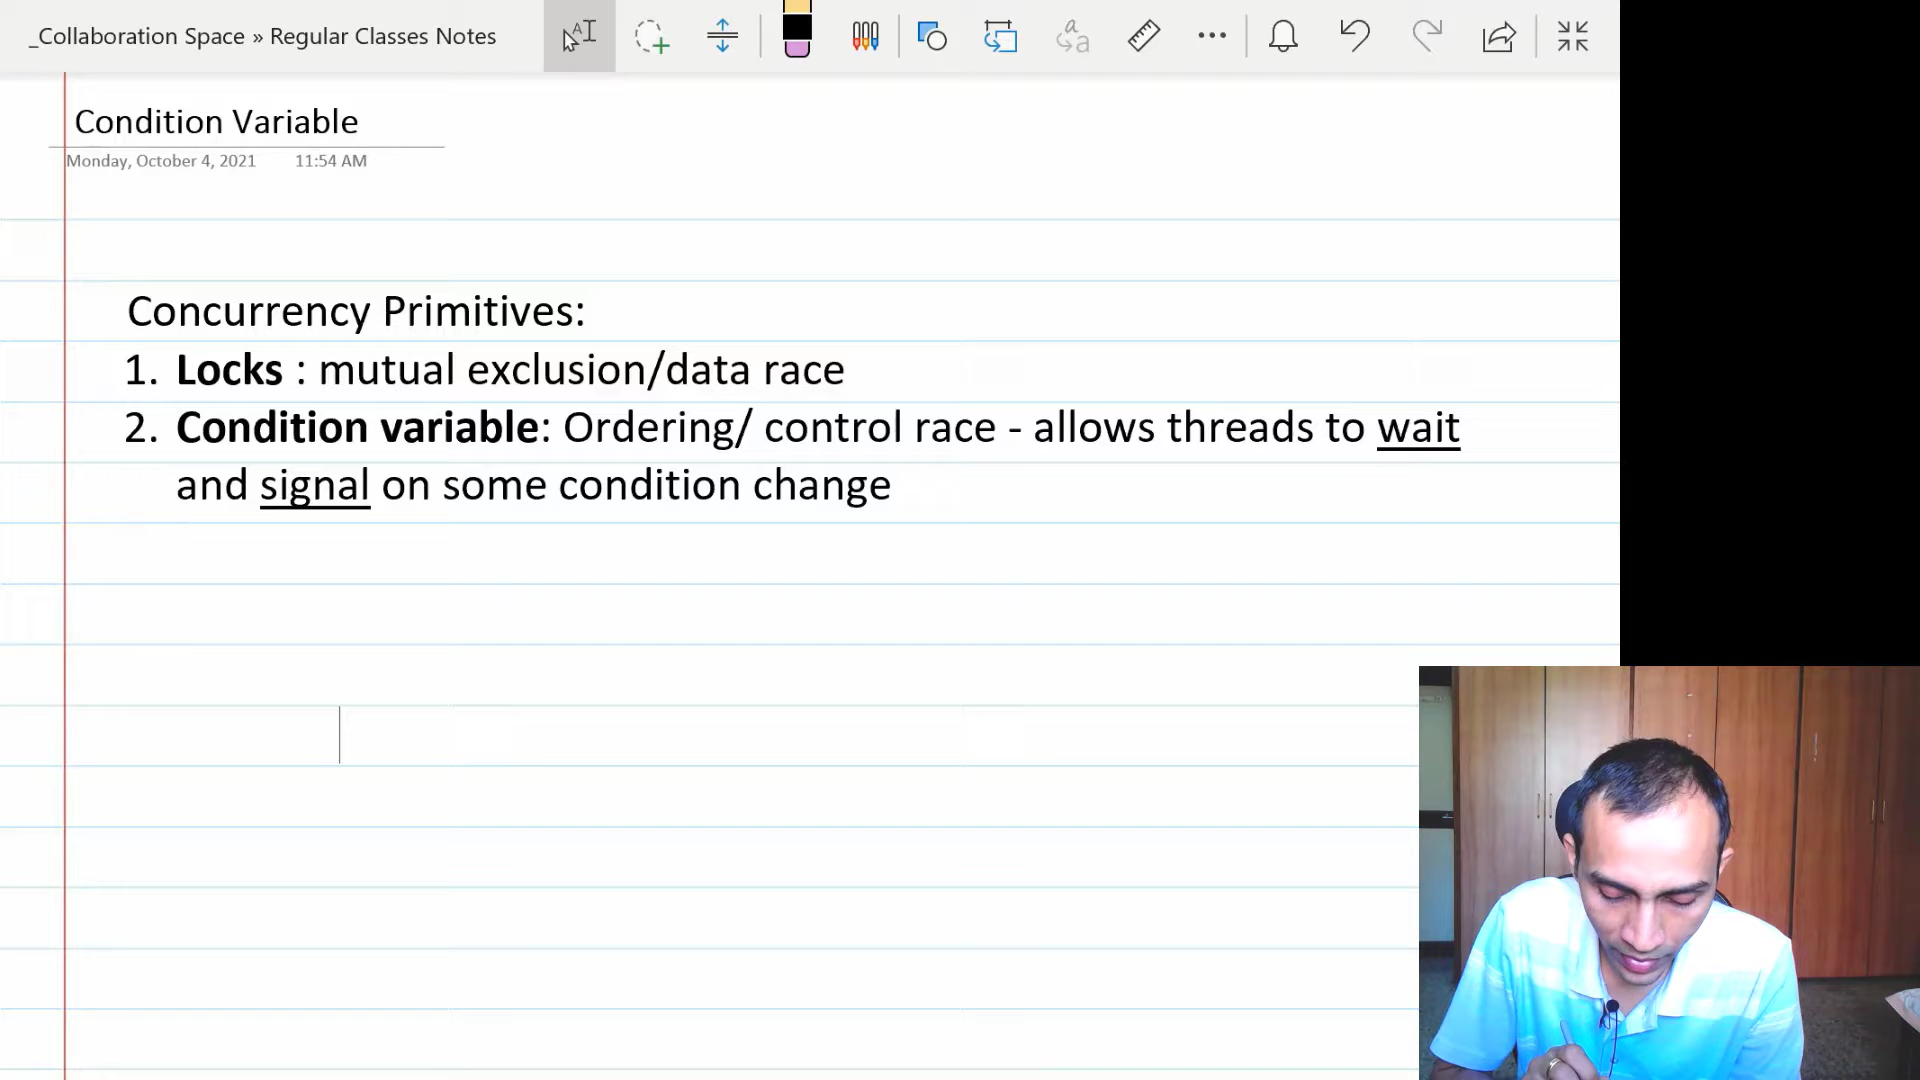 _Collaboration Space » Regular Classes Notes
Condition Variable
Monday, October 4, 2021 11:54 AM
Concurrency Primitives:
1. Locks : mutual exclusion/data race
2. Condition variable: Ordering/ control race - allows threads to wait
and signal on some condition change